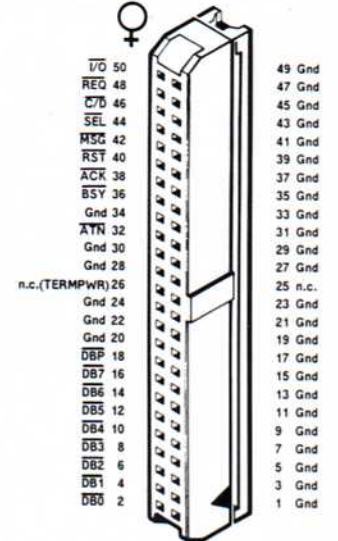 I/O 50 49 Gnd
REQ 48 47 Gnd
C/D 46 45 Gnd
SEL 44 43 Gnd
MSG 42 41 Gnd
RST 40 39 Gnd
ACK 38 37 Gnd
BSY 36 35 Gnd
Gnd 34 33 Gnd
ATN 32 31 Gnd
Gnd 30 29 Gnd
Gnd 28 27 Gnd
n.c.(TERMPWR) 26 25 n.c.
Gnd 24 23 Gnd
Gnd 22 21 Gnd
Gnd 20 19 Gnd
DBP 18 17 Gnd
DB7 16 15 Gnd
DB6 14 13 Gnd
DB5 12 11 Gnd
DB4 10 9 Gnd
DB3 8 7 Gnd
DB2 6 5 Gnd
DB1 4 3 Gnd
DB0 2 1 Gnd